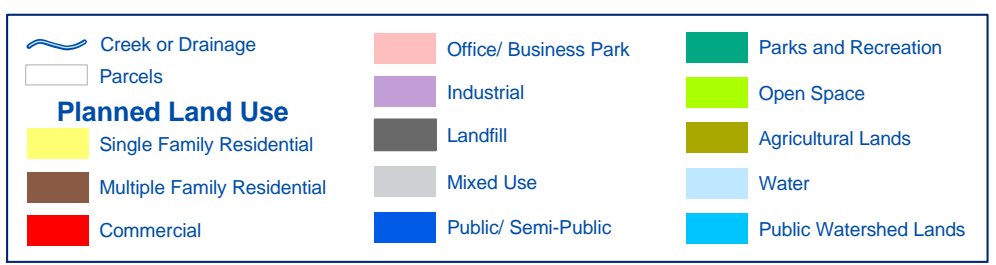 Creek or Drainage
Parcels
Planned Land Use
Single Family Residential
Multiple Family Residential
Commercial
Office/ Business Park
Industrial
Landfill
Mixed Use
Public/ Semi-Public
Parks and Recreation
Open Space
Agricultural Lands
Water
Public Watershed Lands